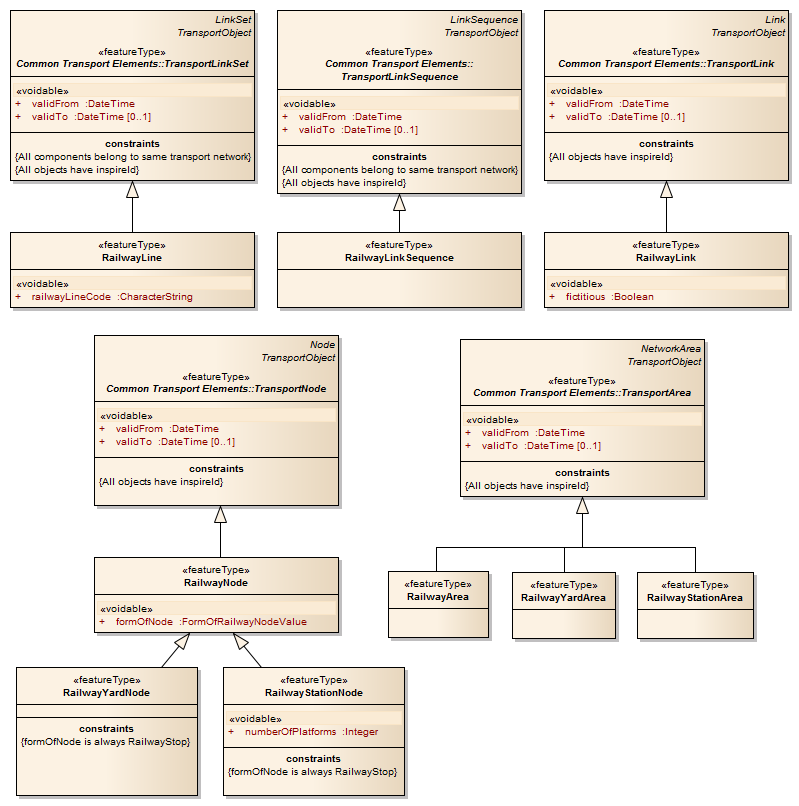 LinkSet
TransportObject
«featureType»
Common Transport Elements::TransportLinkSet
«voidable»
+ validFrom :DateTime
+ validTo :DateTime [0..1]
constraints
{All components belong to same transport network}
{All objects have inspireId}
LinkSequence
TransportObject
«featureType»
Common Transport Elements::
TransportLinkSequence
«voidable»
+ validFrom :DateTime
+ validTo :DateTime [0..1]
constraints
{All components belong to same transport network}
{All objects have inspireId}
Link
TransportObject
«featureType»
Common Transport Elements::TransportLink
«voidable»
+ validFrom :DateTime
+ validTo :DateTime [0..1]
constraints
{All objects have inspireId}
«featureType»
RailwayLine
«voidable»
+ railwayLineCode :CharacterString
«featureType»
RailwayLinkSequence
«featureType»
RailwayLink
«voidable»
+ fictitious :Boolean
Node
TransportObject
«featureType»
Common Transport Elements::TransportNode
«voidable»
+ validFrom :DateTime
+ validTo :DateTime [0..1]
constraints
{All objects have inspireId}
NetworkArea
TransportObject
«featureType»
Common Transport Elements::TransportArea
«voidable»
+ validFrom :DateTime
+ validTo :DateTime [0..1]
constraints
{All objects have inspireId}
«featureType»
RailwayNode
«voidable»
+ formOfNode :FormOfRailwayNodeValue
«featureType»
RailwayArea
«featureType»
RailwayYardArea
«featureType»
RailwayStationArea
«featureType»
RailwayYardNode
constraints
{formOfNode is always RailwayStop}
«featureType»
RailwayStationNode
«voidable»
+ numberOfPlatforms :Integer
constraints
{formOfNode is always RailwayStop}